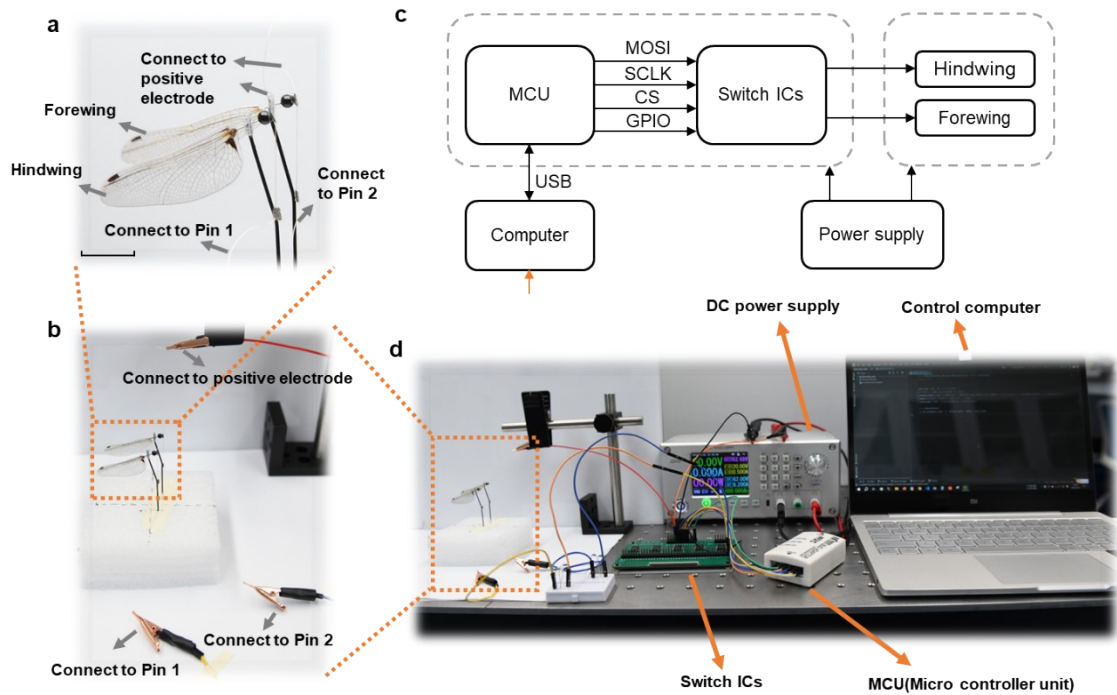 a
Connect to
positive
electrode
Forewing
Hindwing
Connect
to Pin 2
Connect to Pin 1
b
Connect to positive electrode
Connect to Pin 2
Connect to Pin 1
c
MCU
MOSI
SCLK
CS
GPIO
Switch ICs
Hindwing
Forewing
USB
Computer
Power supply
d
DC power supply
Control computer
Switch ICs
MCU(Micro controller unit)